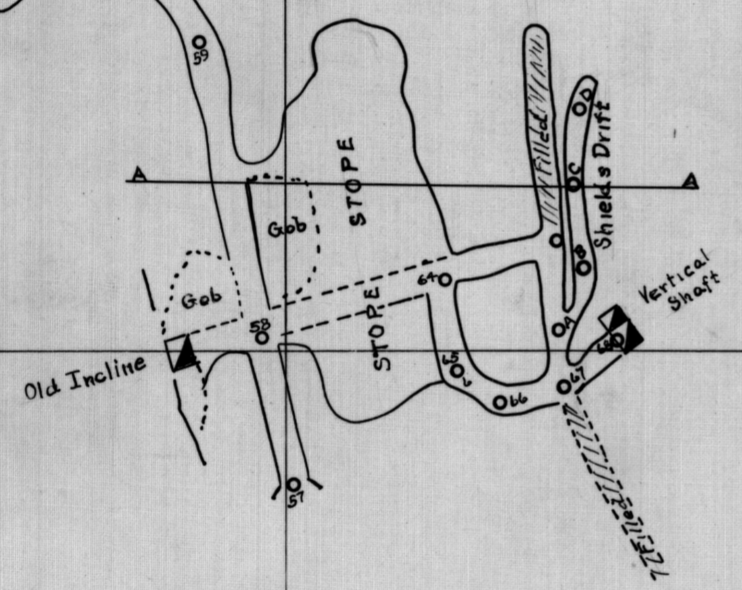 59
A
A
STOPE
Filled
D
C
Shields Drift
B
Gob
Gob
64
STOPE
58
A
Vertical
Shaft
68
Old Incline
65
66
67
57
Filled